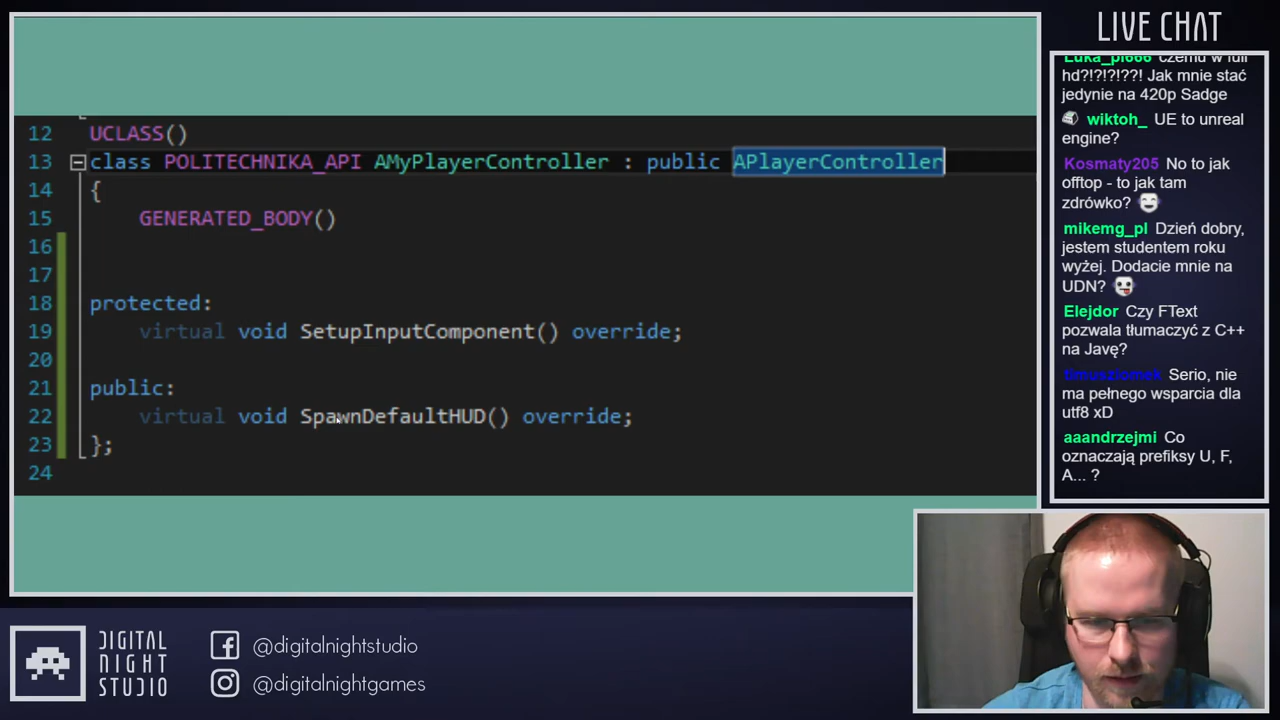 LIVE CHAT
12 UCLASS()
13 class POLITECHNIKA_API AMyPlayerController : public APlayerController
14 {
15 GENERATED_BODY()
16
17
18 protected:
19 virtual void SetupInputComponent() override;
20
21 public:
22 virtual void SpawnDefaultHUD() override;
23 };
24
Luka_pl666 czemu w full
hd?!?!?!??! Jak mnie stać
jedynie na 420p Sadge
wiktoh_ UE to unreal
engine?
Kosmaty205 No to jak
offtop - to jak tam
zdrówko?
mikemg_pl Dzień dobry,
jestem studentem roku
wyżej. Dodacie mnie na
UDN?
Elejdor Czy FText
pozwala tłumaczyć z C++
na Javę?
timusziomek Serio, nie
ma pełnego wsparcia dla
utf8 xD
aaandrzejmi Co
oznaczają prefiksy U, F,
A... ?
DIGITAL
NIGHT
STUDIO
@digitalnightstudio
@digitalnightgames